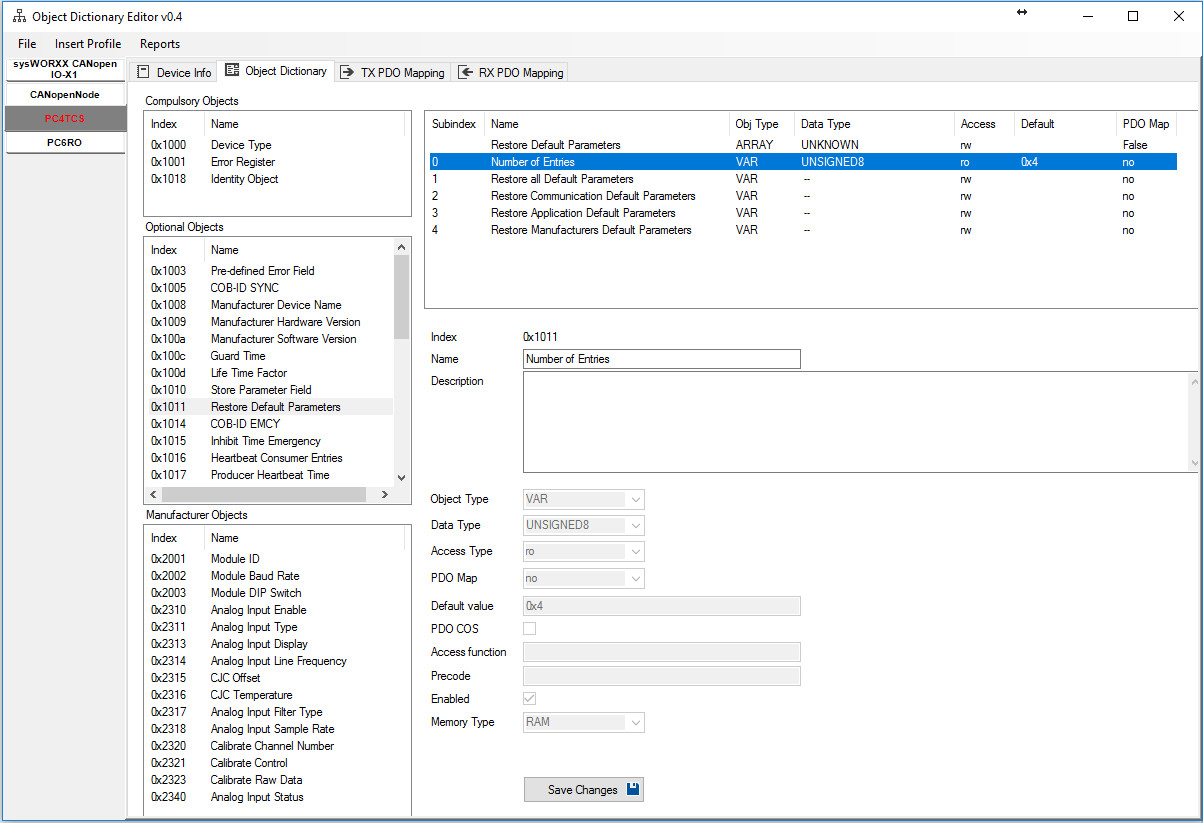 Object Dictionary Editor v0.4
File Insert Profile Reports
sysWORXX CANopen
IO-X1
CANopenNode
PC4TCS
PC6RO
Device Info Object Dictionary TX PDO Mapping RX PDO Mapping
Compulsory Objects
Index Name
0x1000 Device Type
0x1001 Error Register
0x1018 Identity Object
Optional Objects
Index Name
0x1003 Pre-defined Error Field
0x1005 COB-ID SYNC
0x1008 Manufacturer Device Name
0x1009 Manufacturer Hardware Version
0x100a Manufacturer Software Version
0x100c Guard Time
0x100d Life Time Factor
0x1010 Store Parameter Field
0x1011 Restore Default Parameters
0x1014 COB-ID EMCY
0x1015 Inhibit Time Emergency
0x1016 Heartbeat Consumer Entries
0x1017 Producer Heartbeat Time
Manufacturer Objects
Index Name
0x2001 Module ID
0x2002 Module Baud Rate
0x2003 Module DIP Switch
0x2310 Analog Input Enable
0x2311 Analog Input Type
0x2313 Analog Input Display
0x2314 Analog Input Line Frequency
0x2315 CJC Offset
0x2316 CJC Temperature
0x2317 Analog Input Filter Type
0x2318 Analog Input Sample Rate
0x2320 Calibrate Channel Number
0x2321 Calibrate Control
0x2323 Calibrate Raw Data
0x2340 Analog Input Status
Subindex Name Obj Type Data Type Access Default PDO Map
Restore Default Parameters ARRAY UNKNOWN rw False
0 Number of Entries VAR UNSIGNED8 ro 0x4 no
1 Restore all Default Parameters VAR -- rw no
2 Restore Communication Default Parameters VAR -- rw no
3 Restore Application Default Parameters VAR -- rw no
4 Restore Manufacturers Default Parameters VAR -- rw no
Index 0x1011
Name Number of Entries
Description
Object Type VAR
Data Type UNSIGNED8
Access Type ro
PDO Map no
Default value 0x4
PDO COS
Access function
Precode
Enabled
Memory Type RAM
Save Changes